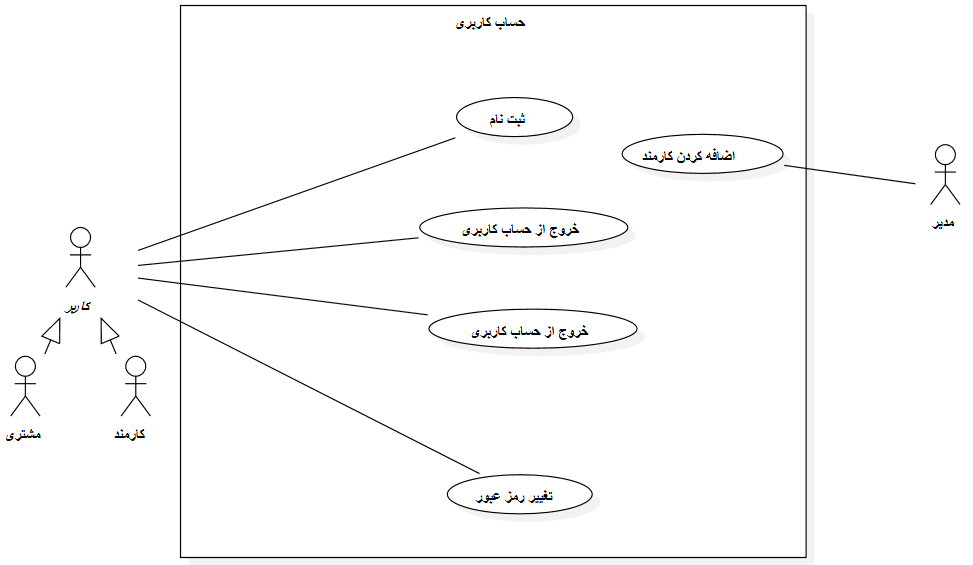 حساب کاربری
ثبت نام
اضافه کردن کارمند
مدیر
خروج از حساب کاربری
کاربر
خروج از حساب کاربری
مشتری
کارمند
تغییر رمز عبور